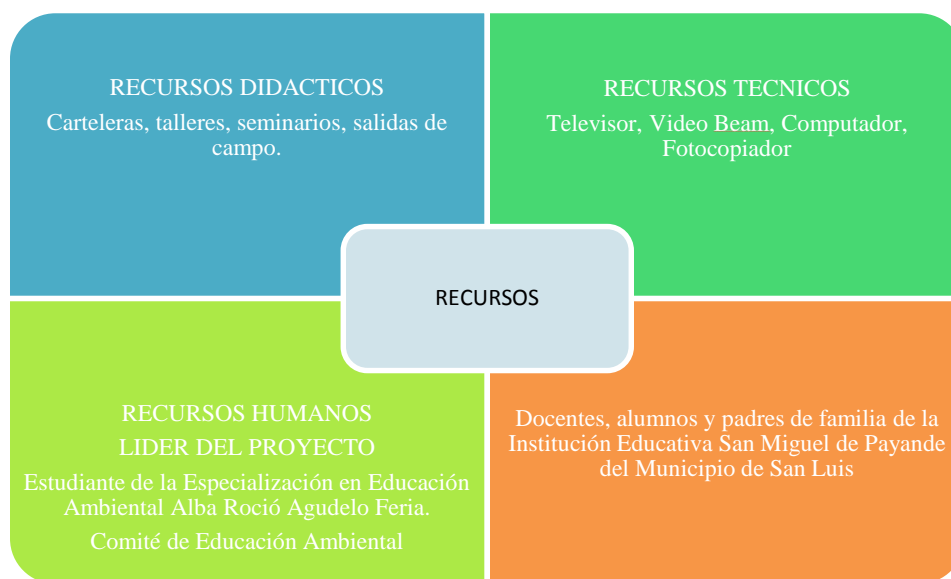 RECURSOS DIDACTICOS
Carteleras, talleres, seminarios, salidas de
campo.
RECURSOS TECNICOS
Televisor, Video Beam, Computador,
Fotocopiador
RECURSOS
RECURSOS HUMANOS
LIDER DEL PROYECTO
Estudiante de la Especialización en Educación
Ambiental Alba Roció Agudelo Feria.
Comité de Educación Ambiental
Docentes, alumnos y padres de familia de la
Institución Educativa San Miguel de Payande
del Municipio de San Luis